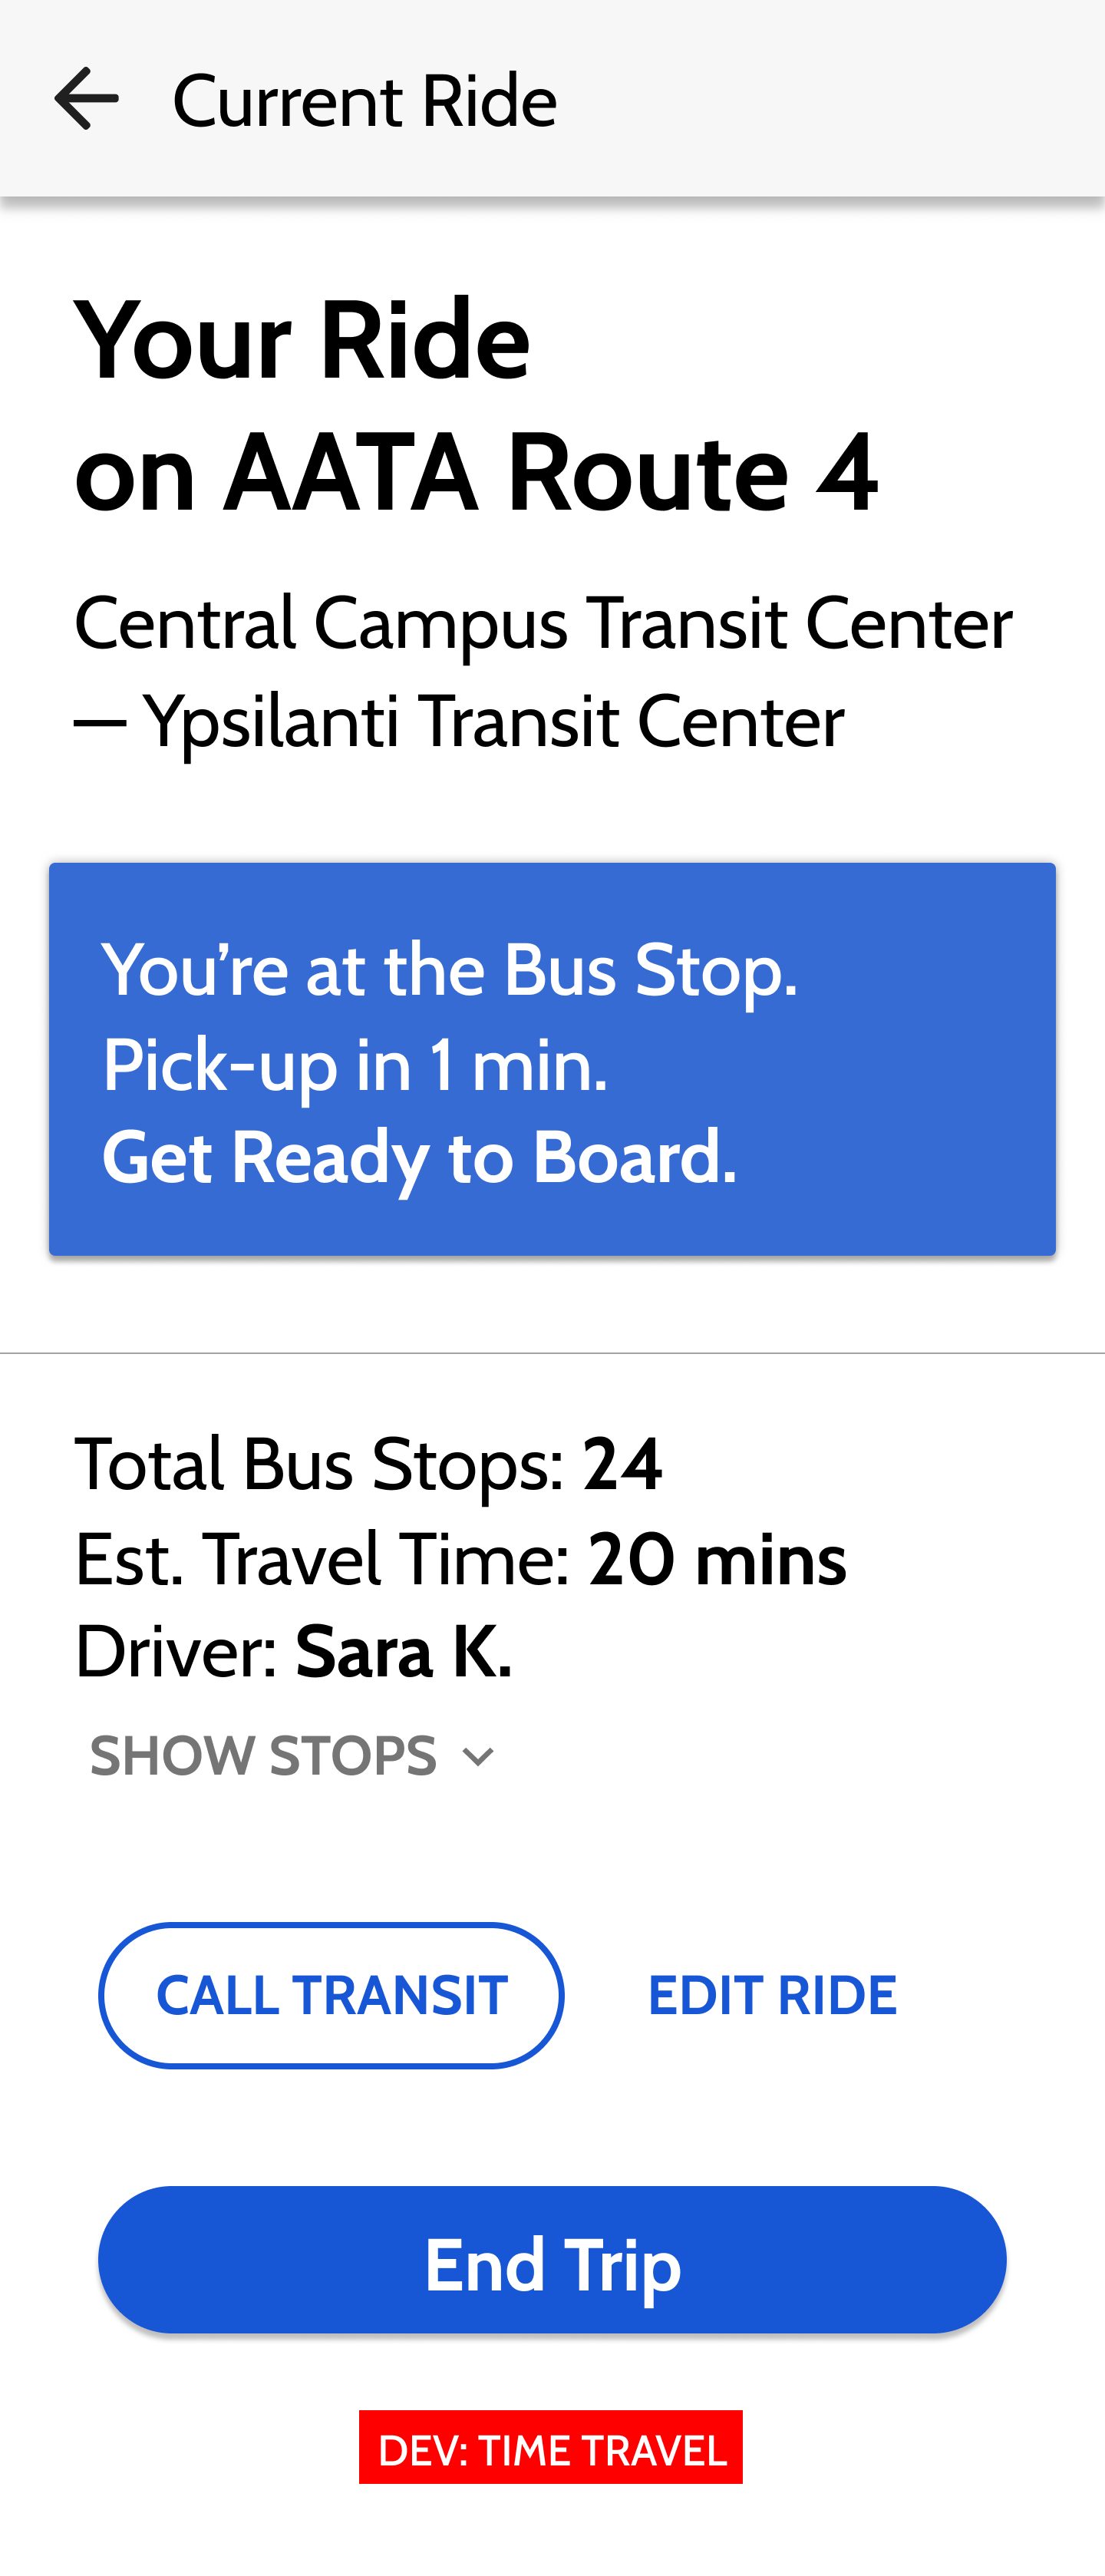 Current Ride
Your Ride
on AATA Route 4
Central Campus Transit Center
— Ypsilanti Transit Center
You’re at the Bus Stop.
Pick-up in 1 min.
Get Ready to Board.
Total Bus Stops: 24
Est. Travel Time: 20 mins
Driver: Sara K.
SHOW STOPS
CALL TRANSIT EDIT RIDE
End Trip
DEV: TIME TRAVEL